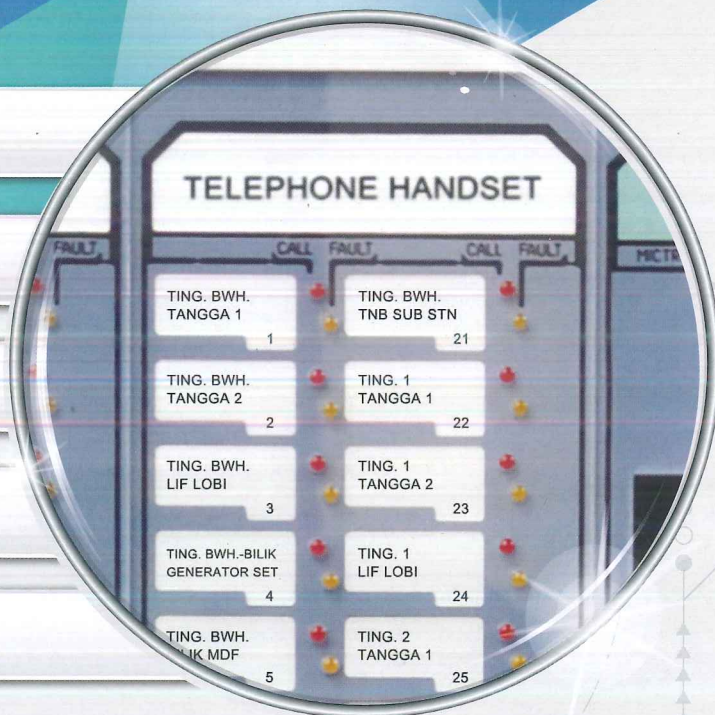 TELEPHONE HANDSET
FAULT
CALL FAULT
CALL FAULT
TING. BWH.
TANGGA 1
1
TING. BWH.
TNB SUB STN
21
TING. BWH.
TANGGA 2
2
TING. 1
TANGGA 1
22
TING. BWH.
LIF LOBI
3
TING. 1
TANGGA 2
23
TING. BWH.-BILIK
GENERATOR SET
4
TING. 1
LIF LOBI
24
TING. BWH.
MDF
5
TING. 2
TANGGA 1
25